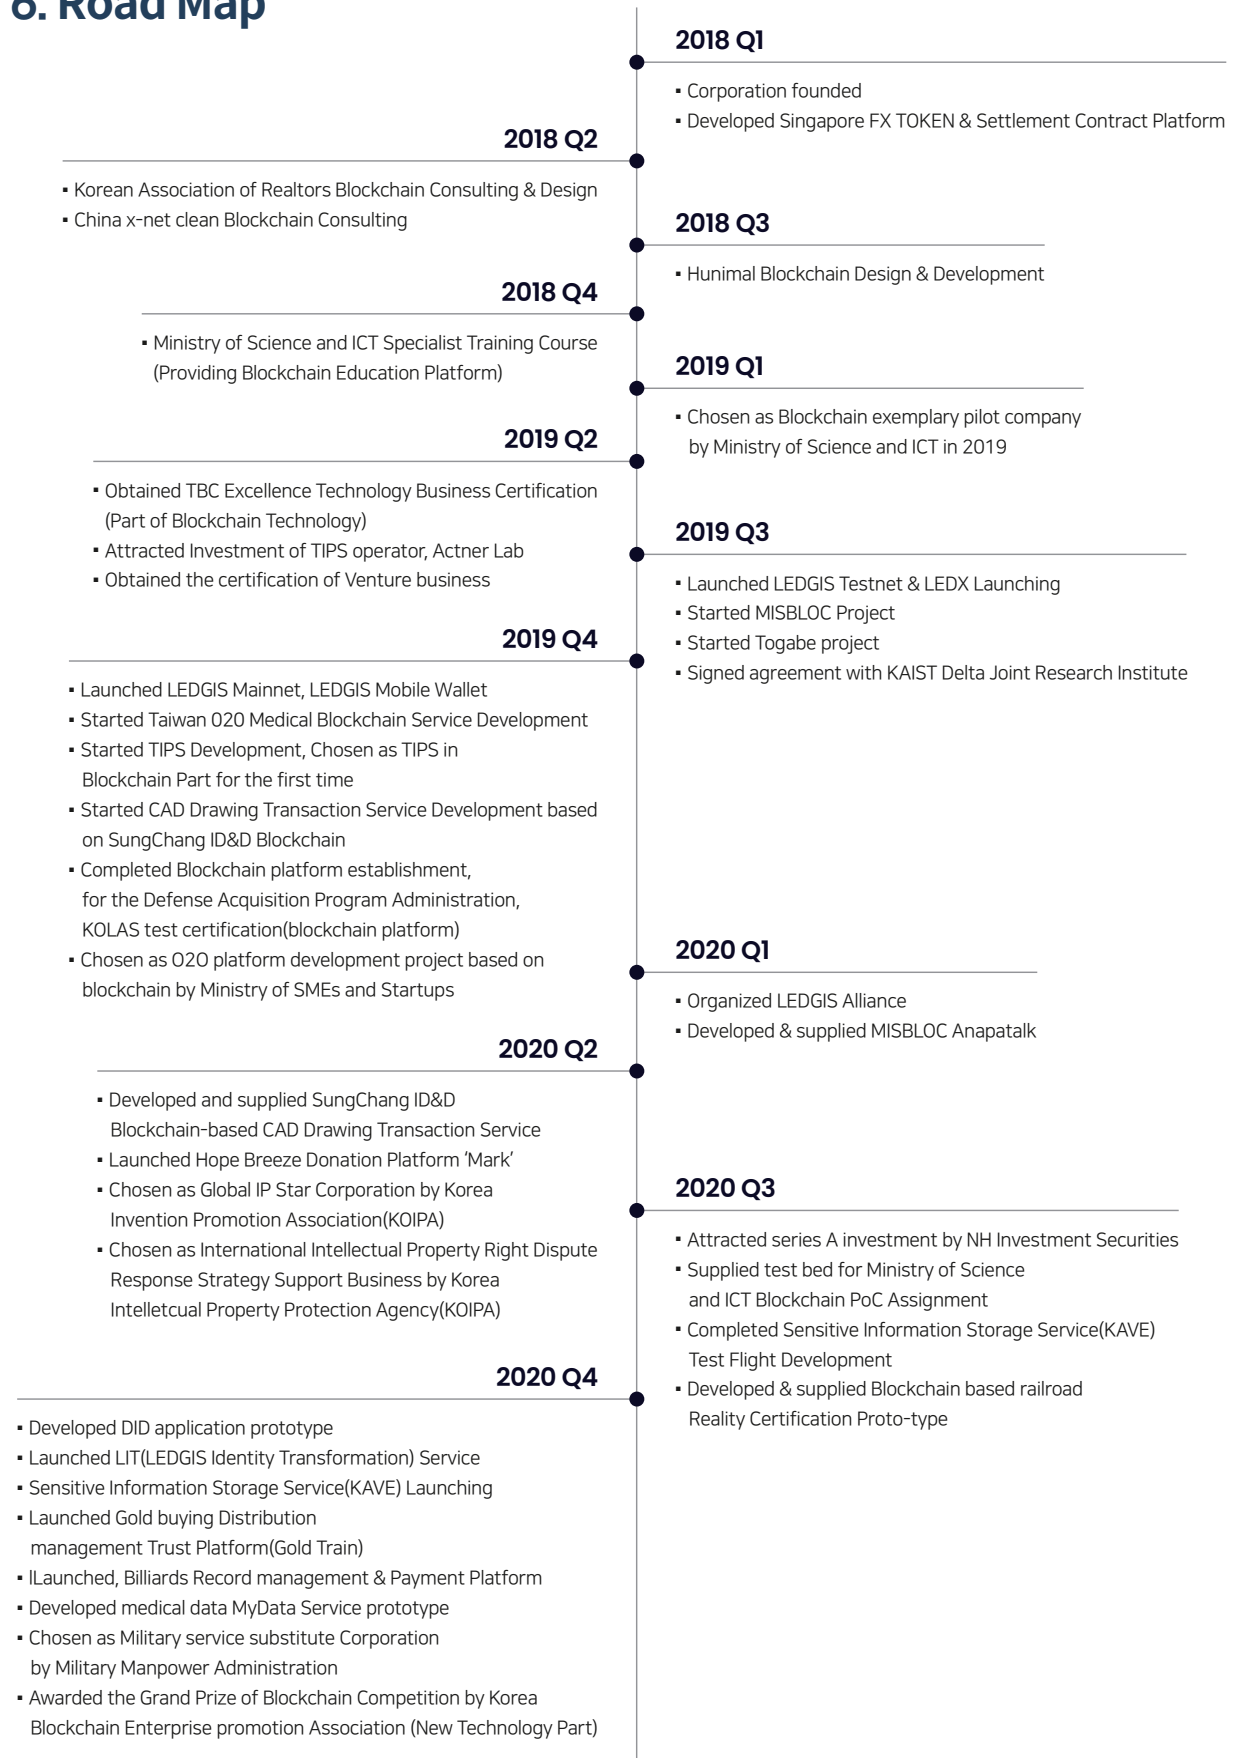 6. Road Map
2018 Q1
▪ Corporation founded
▪ Developed Singapore FX TOKEN & Settlement Contract Platform
2018 Q2
▪ Korean Association of Realtors Blockchain Consulting & Design
▪ China x-net clean Blockchain Consulting
2018 Q3
▪ Hunimal Blockchain Design & Development
2018 Q4
▪ Ministry of Science and ICT Specialist Training Course
(Providing Blockchain Education Platform)
2019 Q1
▪ Chosen as Blockchain exemplary pilot company
by Ministry of Science and ICT in 2019
2019 Q2
▪ Obtained TBC Excellence Technology Business Certification
(Part of Blockchain Technology)
▪ Attracted Investment of TIPS operator, Actner Lab
▪ Obtained the certification of Venture business
2019 Q3
▪ Launched LEDGIS Testnet & LEDX Launching
▪ Started MISBLOC Project
▪ Started Togabe project
▪ Signed agreement with KAIST Delta Joint Research Institute
2019 Q4
▪ Launched LEDGIS Mainnet, LEDGIS Mobile Wallet
▪ Started Taiwan 020 Medical Blockchain Service Development
▪ Started TIPS Development, Chosen as TIPS in
Blockchain Part for the first time
▪ Started CAD Drawing Transaction Service Development based
on SungChang ID&D Blockchain
▪ Completed Blockchain platform establishment,
for the Defense Acquisition Program Administration,
KOLAS test certification(blockchain platform)
▪ Chosen as O2O platform development project based on
blockchain by Ministry of SMEs and Startups
2020 Q1
▪ Organized LEDGIS Alliance
▪ Developed & supplied MISBLOC Anapatalk
2020 Q2
▪ Developed and supplied SungChang ID&D
Blockchain-based CAD Drawing Transaction Service
▪ Launched Hope Breeze Donation Platform ‘Mark’
▪ Chosen as Global IP Star Corporation by Korea
Invention Promotion Association(KOIPA)
▪ Chosen as International Intellectual Property Right Dispute
Response Strategy Support Business by Korea
Intelletcual Property Protection Agency(KOIPA)
2020 Q3
▪ Attracted series A investment by NH Investment Securities
▪ Supplied test bed for Ministry of Science
and ICT Blockchain PoC Assignment
▪ Completed Sensitive Information Storage Service(KAVE)
Test Flight Development
▪ Developed & supplied Blockchain based railroad
Reality Certification Proto-type
2020 Q4
▪ Developed DID application prototype
▪ Launched LIT(LEDGIS Identity Transformation) Service
▪ Sensitive Information Storage Service(KAVE) Launching
▪ Launched Gold buying Distribution
management Trust Platform(Gold Train)
▪ ILaunched, Billiards Record management & Payment Platform
▪ Developed medical data MyData Service prototype
▪ Chosen as Military service substitute Corporation
by Military Manpower Administration
▪ Awarded the Grand Prize of Blockchain Competition by Korea
Blockchain Enterprise promotion Association (New Technology Part)